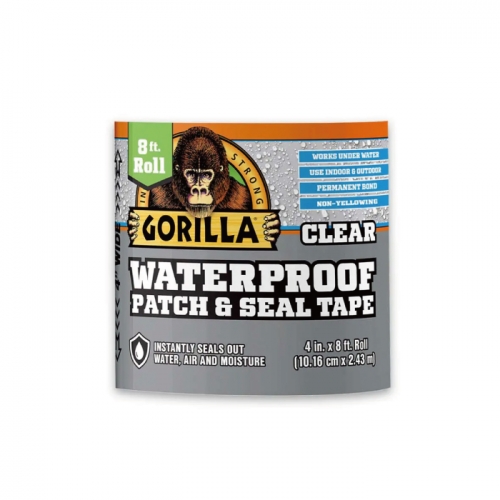 8 ft.
Roll
IN
STRONG
GORILLA
WORKS UNDER WATER
USE INDOOR & OUTDOOR
PERMANENT BOND
NON-YELLOWING
CLEAR
4" WIDE
WATERPROOF
PATCH & SEAL TAPE
INSTANTLY SEALS OUT
WATER, AIR AND MOISTURE
4 in. x 8 ft. Roll
(10.16 cm x 2.43 m)